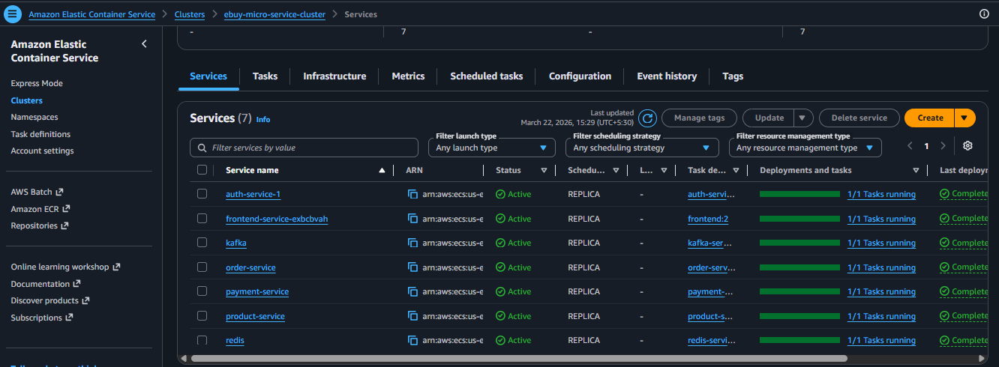 Amazon Elastic Container Service > Clusters > ebuy-micro-service-cluster > Services
Amazon Elastic
Container Service
Express Mode
Clusters
Namespaces
Task definitions
Account settings
AWS Batch
Amazon ECR
Repositories
Online learning workshop
Documentation
Discover products
Subscriptions
- 7 - 7
Services Tasks Infrastructure Metrics Scheduled tasks Configuration Event history Tags
Services (7) Info
Last updated
March 22, 2026, 15:29 (UTC+5:30)
Manage tags Update Delete service Create
Filter services by value
Filter launch type
Any launch type
Filter scheduling strategy
Any scheduling strategy
Filter resource management type
Any resource management type
1
Service name ARN Status Schedu... L... Task de... Deployments and tasks Last deploym
auth-service-1 arn:aws:ecs:us-e Active REPLICA - auth-servi... 1/1 Tasks running Complete
frontend-service-exbcbvah arn:aws:ecs:us-e Active REPLICA - frontend:2 1/1 Tasks running Complete
kafka arn:aws:ecs:us-e Active REPLICA - kafka-ser... 1/1 Tasks running Complete
order-service arn:aws:ecs:us-e Active REPLICA - order-serv... 1/1 Tasks running Complete
payment-service arn:aws:ecs:us-e Active REPLICA - payment-... 1/1 Tasks running Complete
product-service arn:aws:ecs:us-e Active REPLICA - product-s... 1/1 Tasks running Complete
redis arn:aws:ecs:us-e Active REPLICA - redis-servi... 1/1 Tasks running Complete